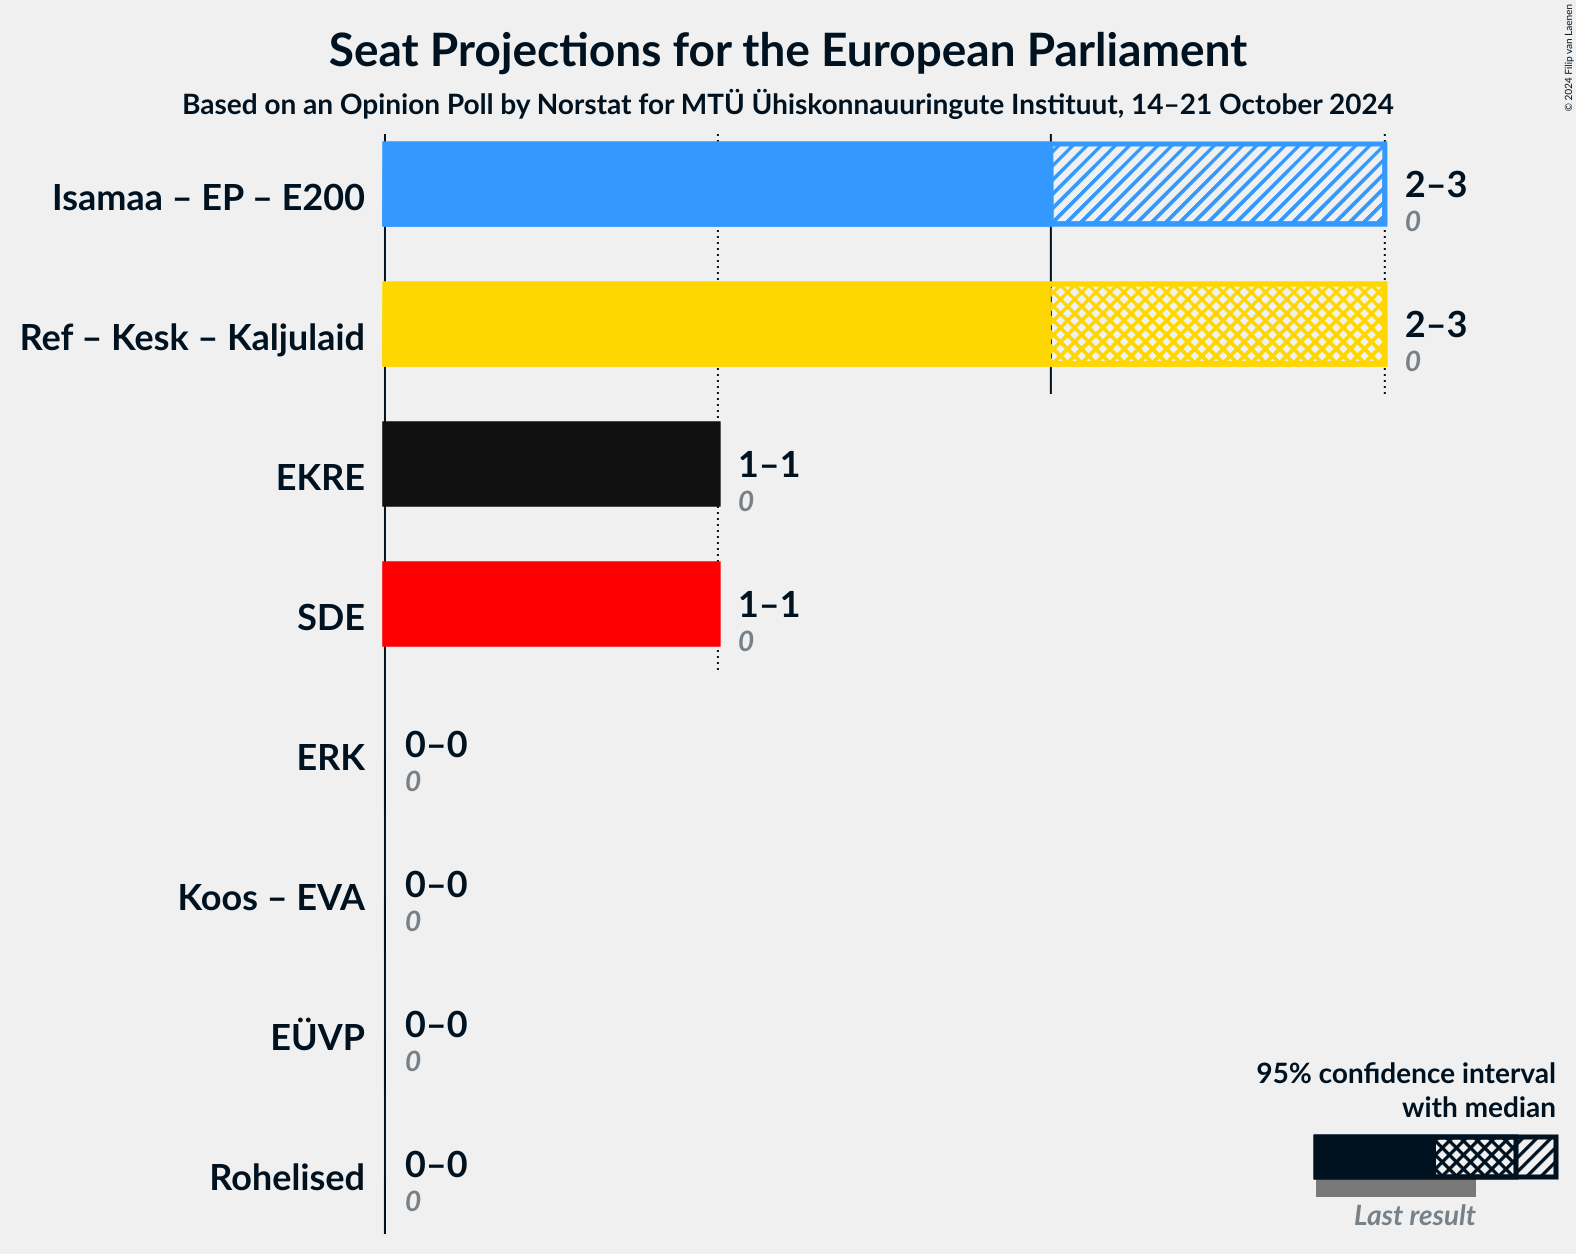 Seat Projections for the European Parliament
Based on an Opinion Poll by Norstat for MTÜ Ühiskonnauuringute Instituut, 14–21 October 2024
© 2024 Filip van Laenen
Isamaa – EP – E200
2–3
0
Ref – Kesk – Kaljulaid
2–3
0
EKRE
1–1
0
SDE
1–1
0
ERK
0–0
0
Koos – EVA
0–0
0
EÜVP
0–0
0
Rohelised
0–0
0
95% confidence interval
with median
Last result